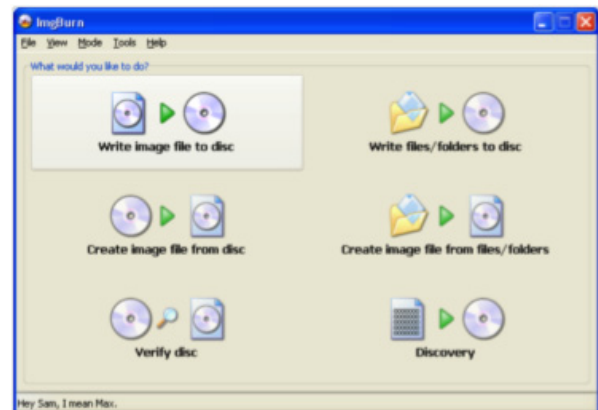 ImgBurn
File View Mode Tools Help
What would you like to do?
Write image file to disc
Write files/folders to disc
Create image file from disc
Create image file from files/folders
Verify disc
Discovery
Hey Sam, I mean Max.